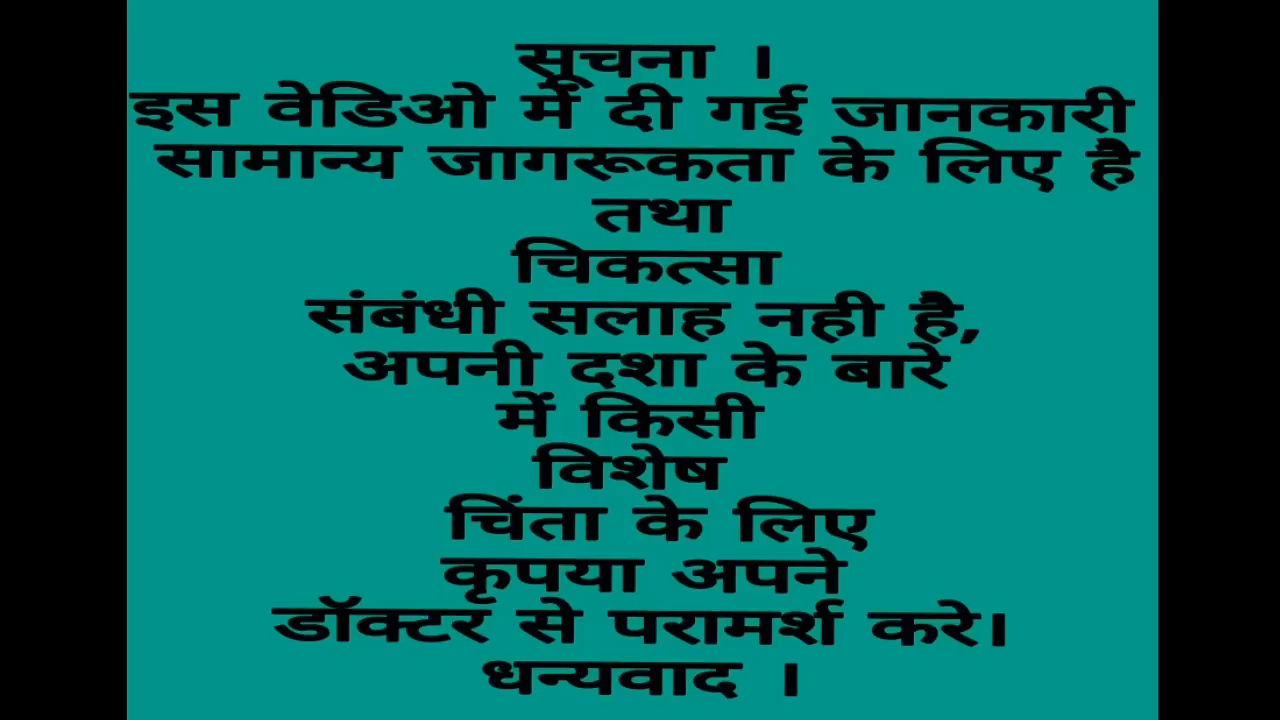 सूचना ।
इस वेडिओ में दी गई जानकारी
सामान्य जागरूकता के लिए है
तथा
चिकत्सा
संबंधी सलाह नही है,
अपनी दशा के बारे
में किसी
विशेष
चिंता के लिए
कृपया अपने
डॉक्टर से परामर्श करे।
धन्यवाद ।